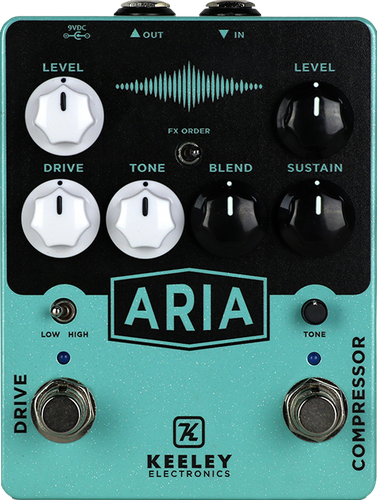 9VDC
▲OUT
▼IN
LEVEL
LEVEL
FX ORDER
DRIVE
TONE
BLEND
SUSTAIN
ARIA
LOW HIGH
TONE
DRIVE
COMPRESSOR
KEELEY
ELECTRONICS